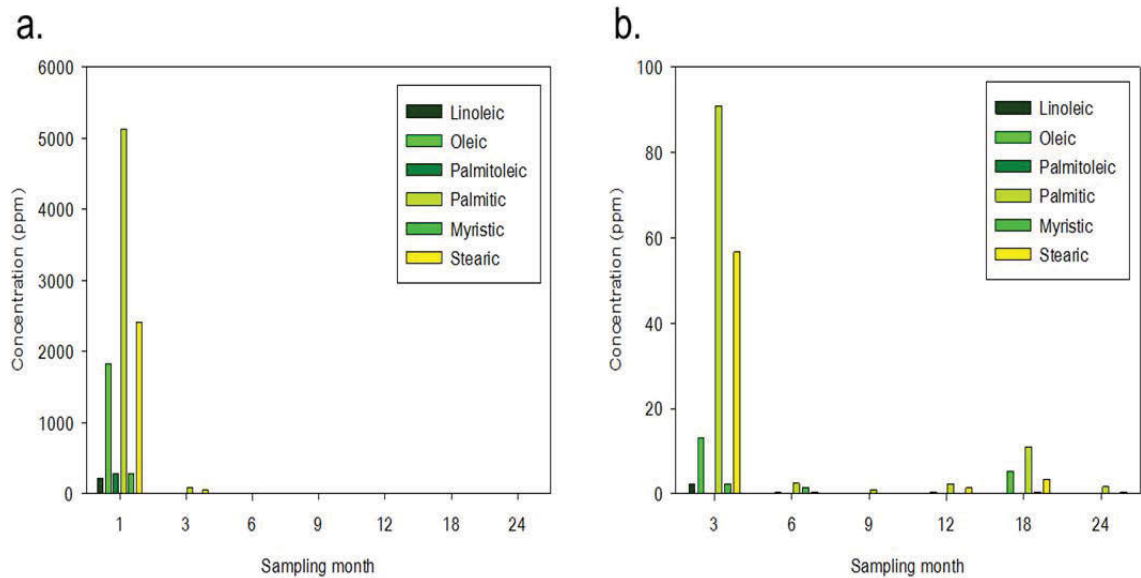 a.
6000
5000
4000
3000
2000
1000
0
Concentration (ppm)
Linoleic
Oleic
Palmitoleic
Palmitic
Myristic
Stearic
1 3 6 9 12 18 24
Sampling month
b.
100
80
60
40
20
0
Concentration (ppm)
Linoleic
Oleic
Palmitoleic
Palmitic
Myristic
Stearic
3 6 9 12 18 24
Sampling month